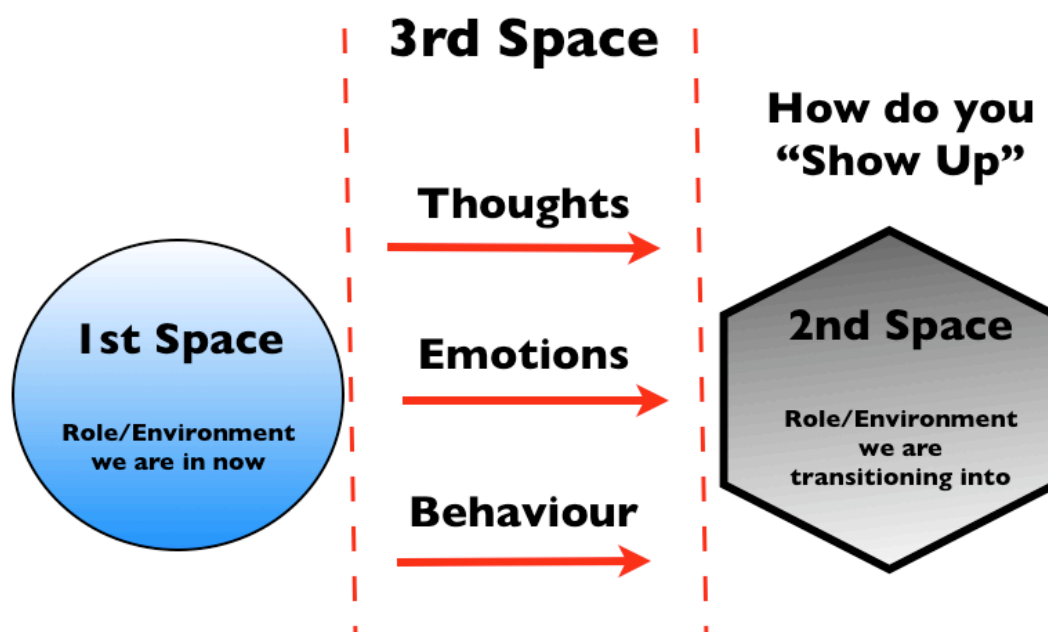 3rd Space
How do you
“Show Up”
Thoughts
1st Space
Role/Environment
we are in now
Emotions
2nd Space
Role/Environment
we are
transitioning into
Behaviour